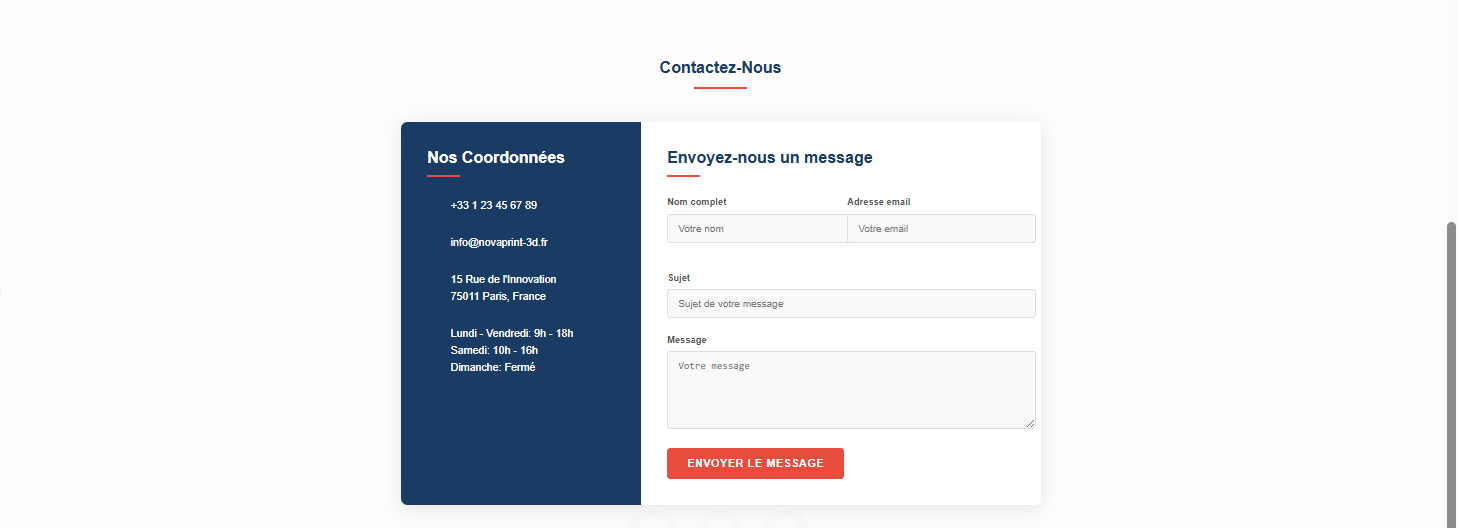 Contactez-Nous
Nos Coordonnées
+33 1 23 45 67 89
info@novaprint-3d.fr
15 Rue de l'Innovation
75011 Paris, France
Lundi - Vendredi: 9h - 18h
Samedi: 10h - 16h
Dimanche: Fermé
Envoyez-nous un message
Nom complet
Adresse email
Votre nom
Votre email
Sujet
Sujet de votre message
Message
Votre message
ENVOYER LE MESSAGE